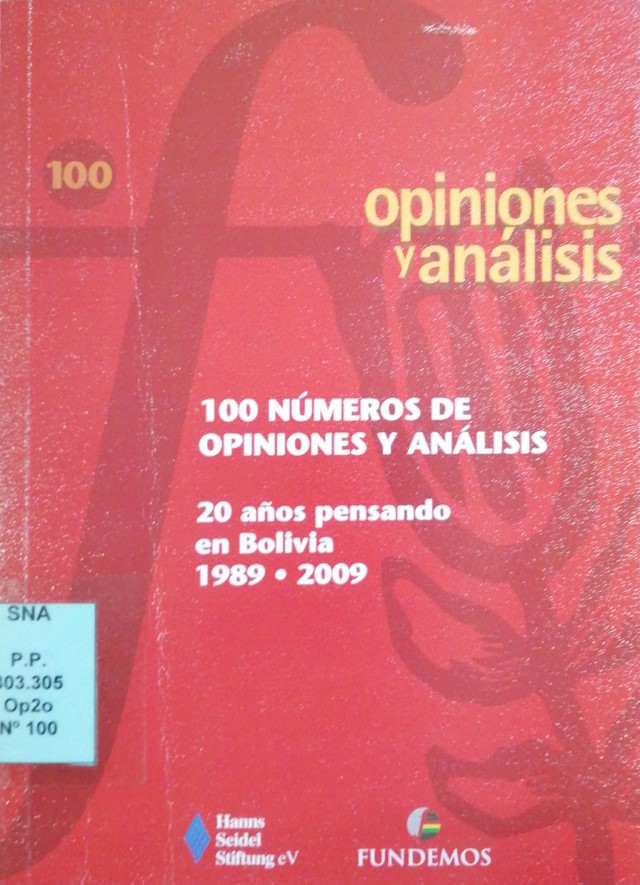 100
opiniones
y análisis
100 NÚMEROS DE
OPINIONES Y ANÁLISIS
20 años pensando
en Bolivia
1989 • 2009
SNA
P.P.
303.305
Op2o
Nº 100
Hanns
Seidel
Stiftung eV
FUNDEMOS